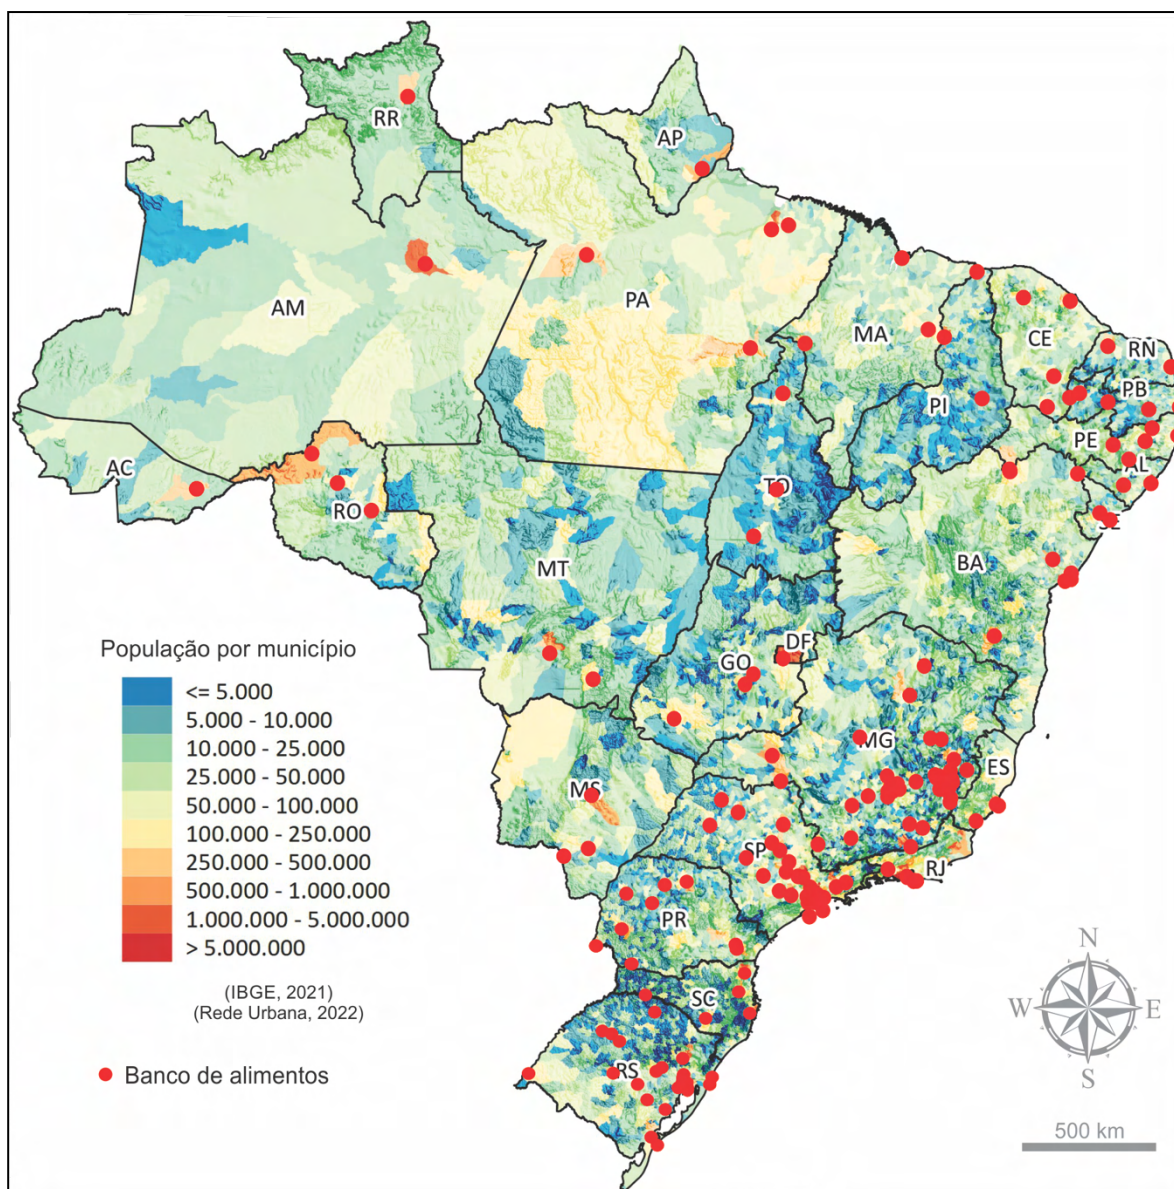 RR
AP
AM
PA
MA
CE
RN
PB
PI
PE
AL
AC
TO
RO
SE
BA
MT
DF
GO
MG
ES
MS
SP
RJ
PR
SC
RS
População por município
<= 5.000
5.000 - 10.000
10.000 - 25.000
25.000 - 50.000
50.000 - 100.000
100.000 - 250.000
250.000 - 500.000
500.000 - 1.000.000
1.000.000 - 5.000.000
> 5.000.000
(IBGE, 2021)
(Rede Urbana, 2022)
Banco de alimentos
N
W E
S
500 km